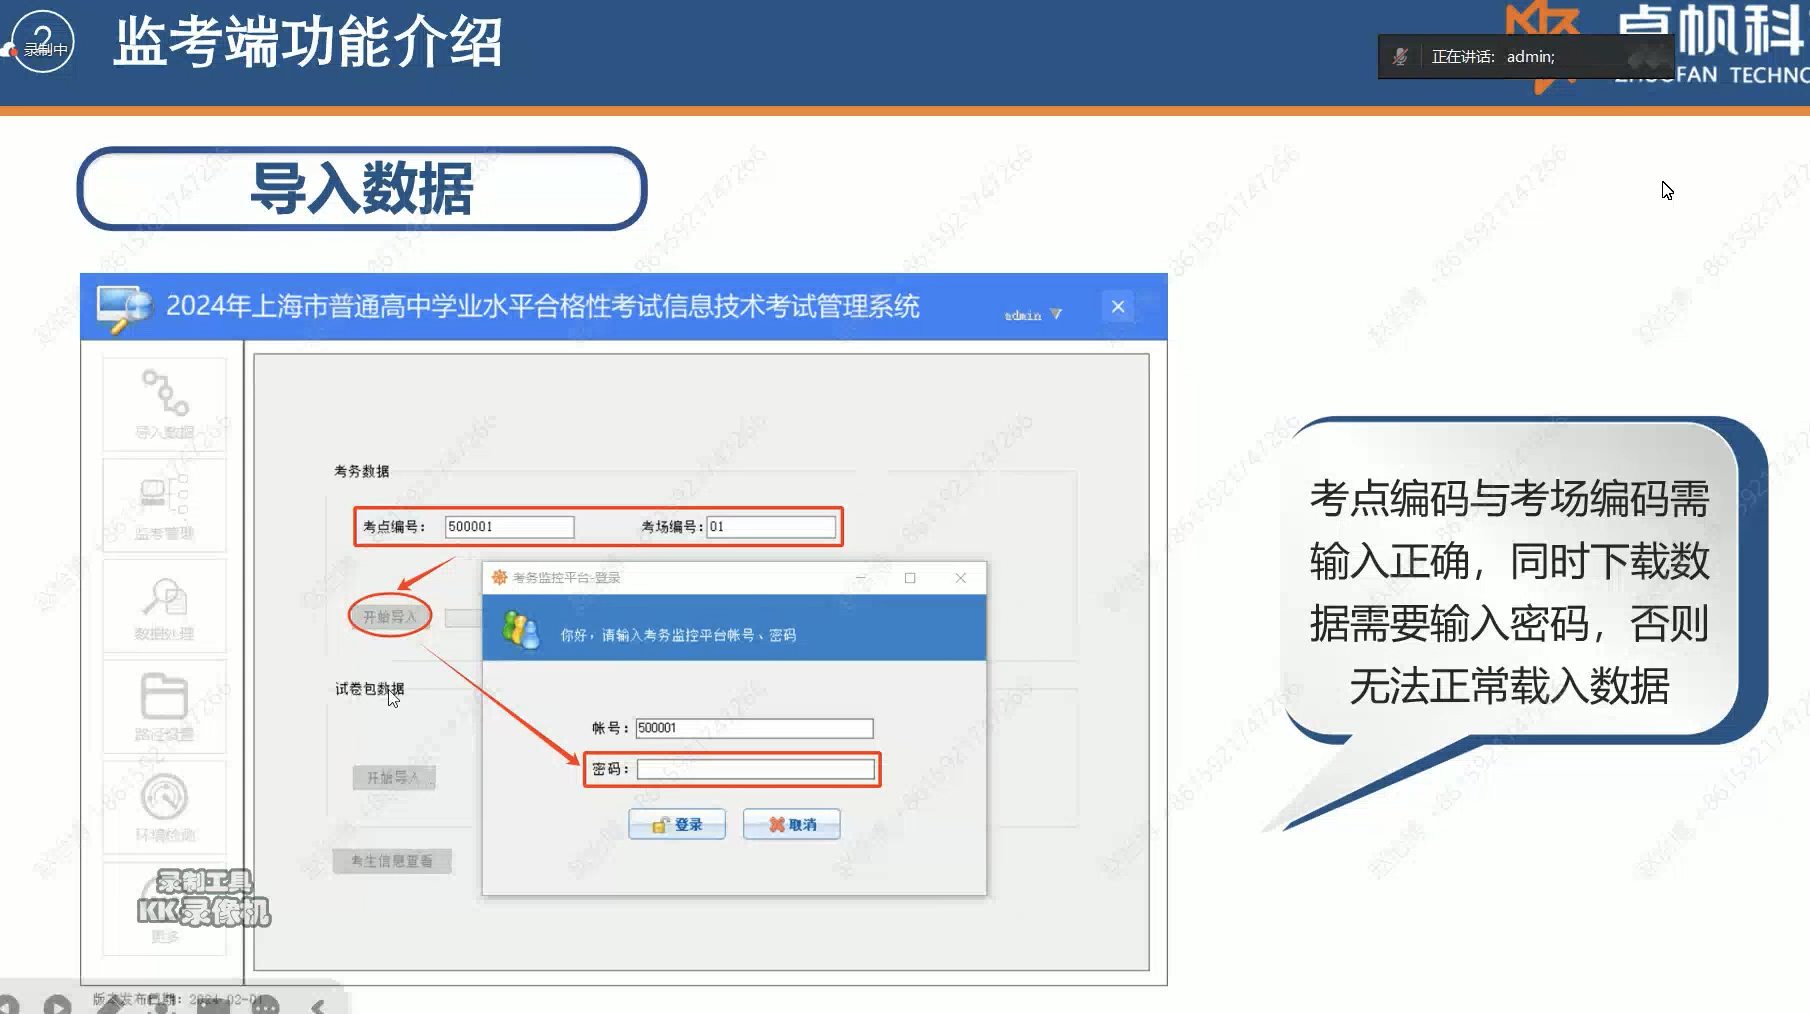 2
录制中
监考端功能介绍
正在讲话: admin;
卓帆科
FAN TECHNO
导入数据
2024年上海市普通高中学业水平合格性考试信息技术考试管理系统
admin
导入数据
监考管理
数据处理
路径设置
环境检测
更多
考务数据
考点编号: 500001
考场编号: 01
开始导入
试卷包数据
开始导入
考生信息查看
考务监控平台-登录
你好，请输入考务监控平台帐号、密码
帐号: 500001
密码:
登录
取消
考点编码与考场编码需
输入正确，同时下载数
据需要输入密码，否则
无法正常载入数据
录制工具
KK录像机
版本发布日期: 2024-02-01